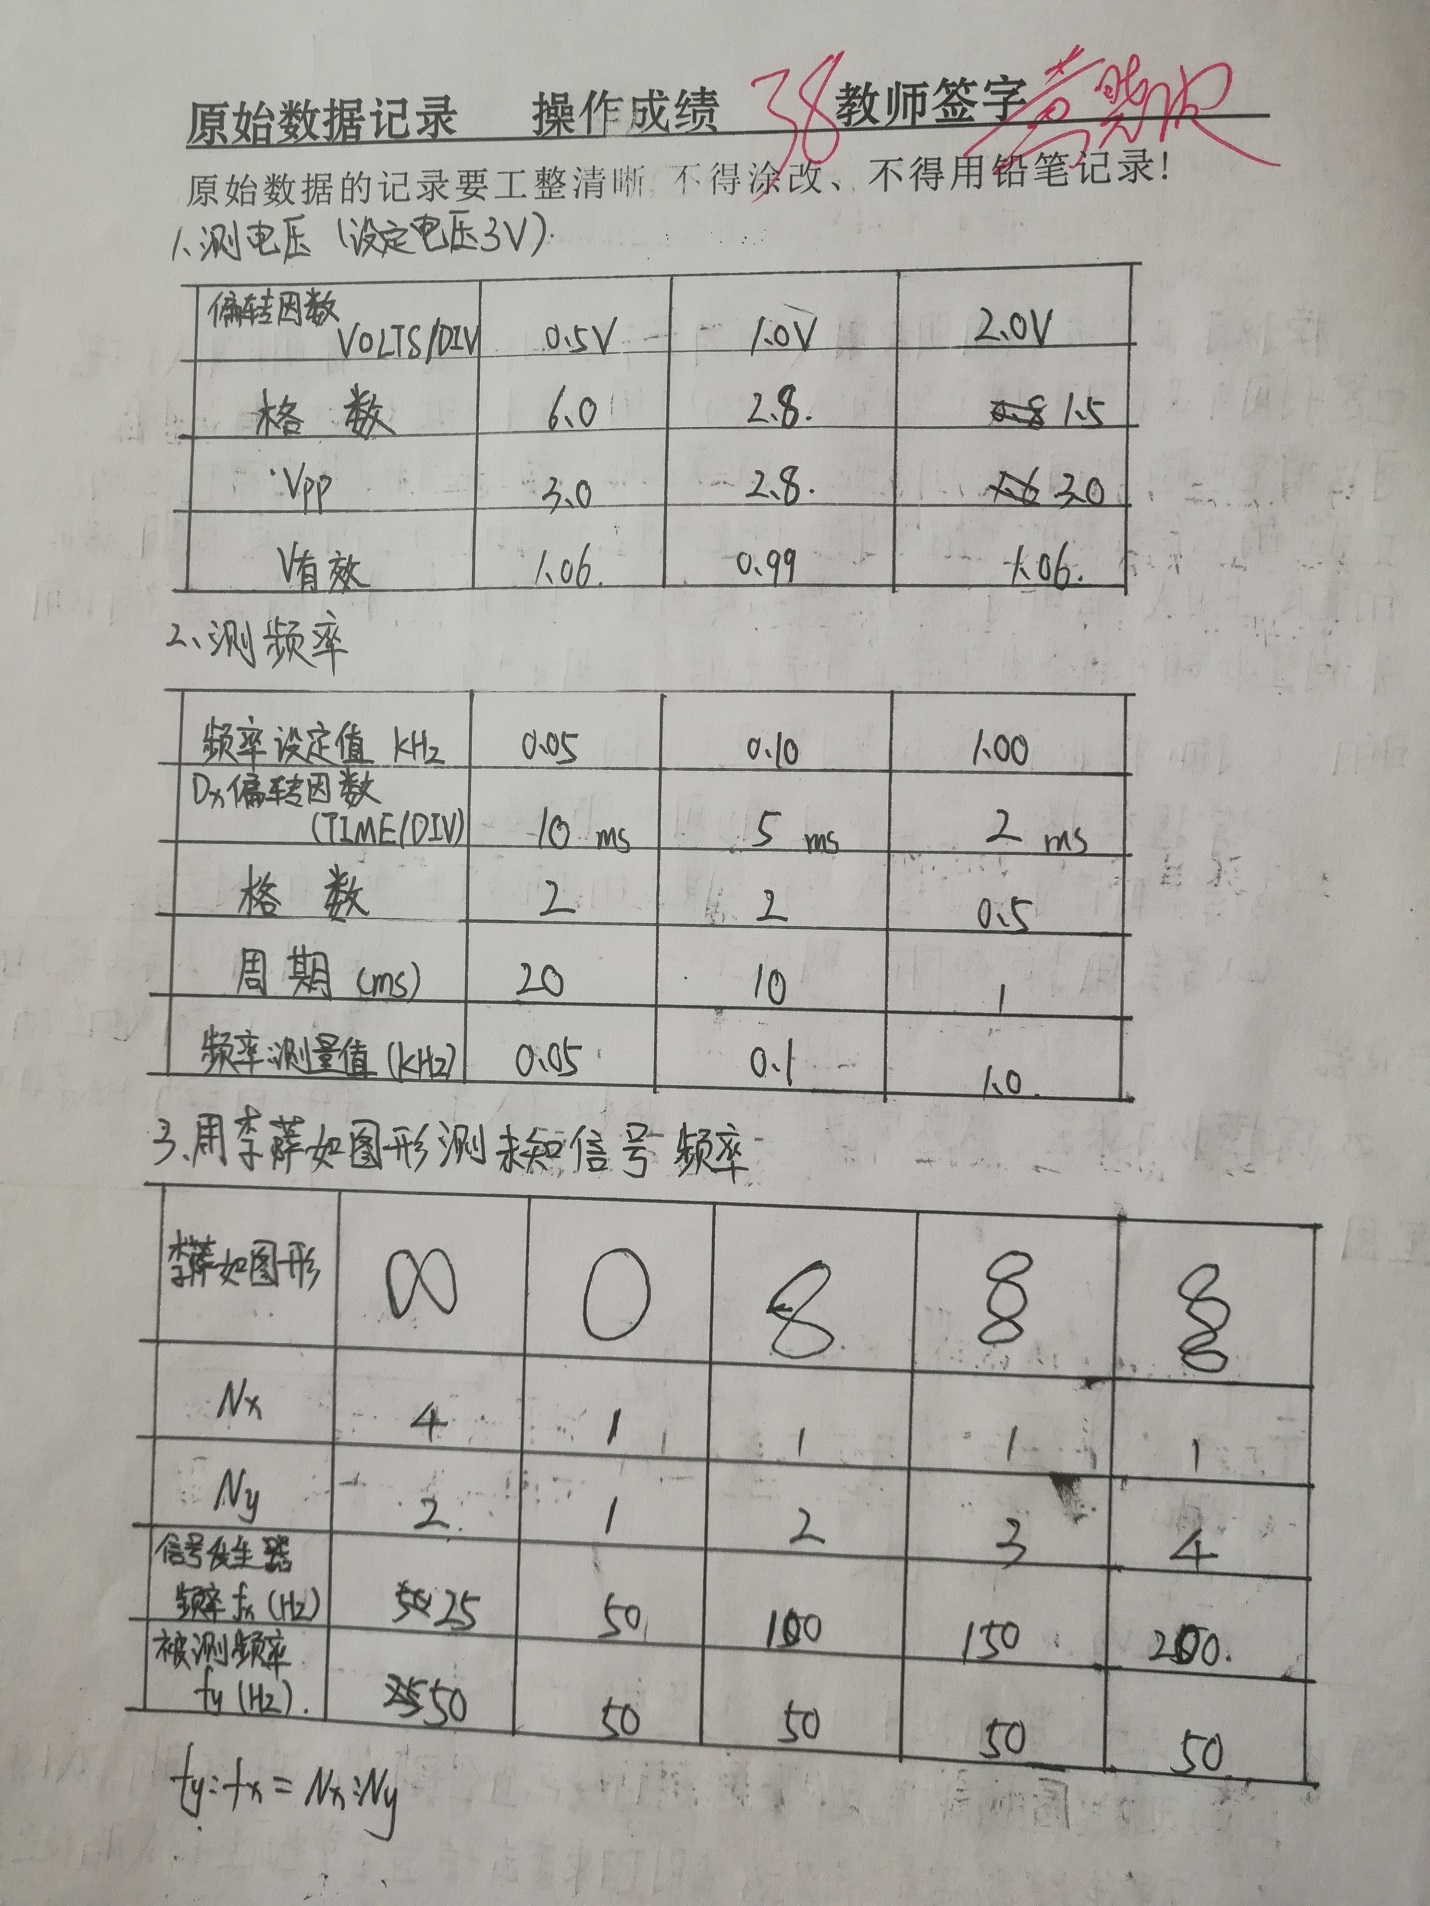 原始数据记录 操作成绩 38 教师签字
原始数据的记录要工整清晰、不得涂改、不得用铅笔记录!
1、测电压(设定电压3V)
偏转因数 VOLTS/DIV 0.5V 1.0V 2.0V
格数 6.0 2.8. 0.8 1.5
Vpp 3.0 2.8. 1.6 3.0
V有效 1.06. 0.99 1.06.
2、测频率
频率设定值 kHz 0.05 0.10 1.00
Dx偏转因数
(TIME/DIV) 10 ms 5 ms 2 ms
格数 2 2 0.5
周期(ms) 20 10 1
频率测量值(kHz) 0.05 0.1 1.0
3、用李萨如图形测未知信号频率
李萨如图形
Nx 4 1 1 1 1
Ny 2 1 2 3 4
信号发生器
频率fx(Hz) 50 25 50 100 150 200.
被测频率
fy(Hz). 25 50 50 50 50 50
fy:fx=Nx:Ny